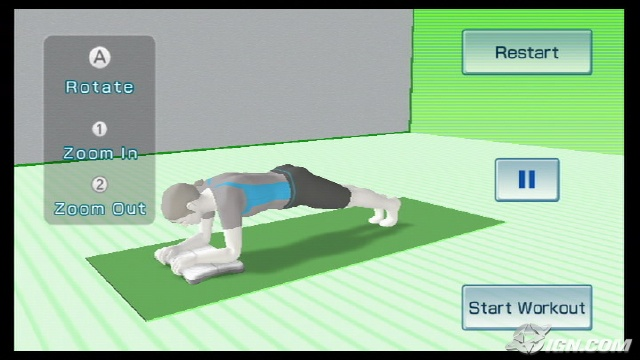 A
Rotate
1
Zoom In
2
Zoom Out
Restart
Start Workout
IGN.COM